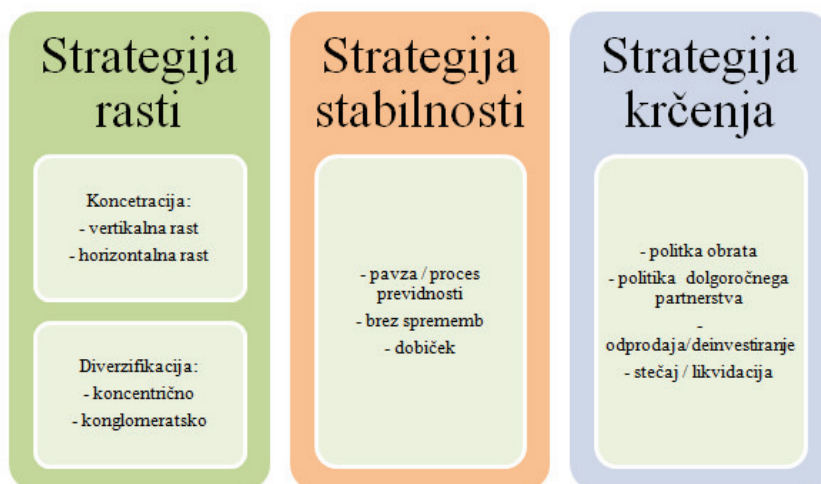 Strategija
rasti
Koncetracija:
- vertikalna rast
- horizontalna rast
Diverzifikacija:
- koncentrično
- konglomeratsko
Strategija
stabilnosti
- pavza / proces
previdnosti
- brez sprememb
- dobiček
Strategija
krčenja
- politka obrata
- politika dolgoročnega
partnerstva
-
odprodaja/deinvestiranje
- stečaj / likvidacija